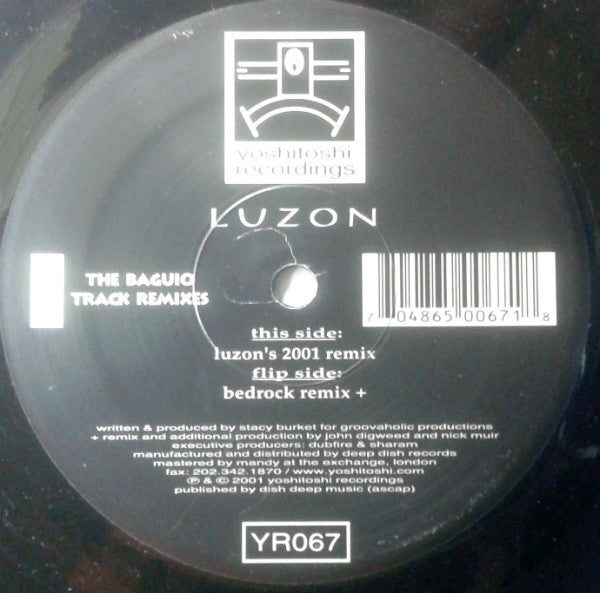 yoshitoshi
recordings
LUZON
THE BAGUIO
TRACK REMIXES
7 04865 00671 8
this side:
luzon's 2001 remix
flip side:
bedrock remix +
written & produced by stacy burket for groovaholic productions
+ remix and additional production by john digweed and nick muir
executive producers: dubfire & sharam
manufactured and distributed by deep dish records
mastered by mandy at the exchange, london
fax: 202.342.1870 / www.yoshitoshi.com
℗ & © 2001 yoshitoshi recordings
published by dish deep music (ascap)
YR067